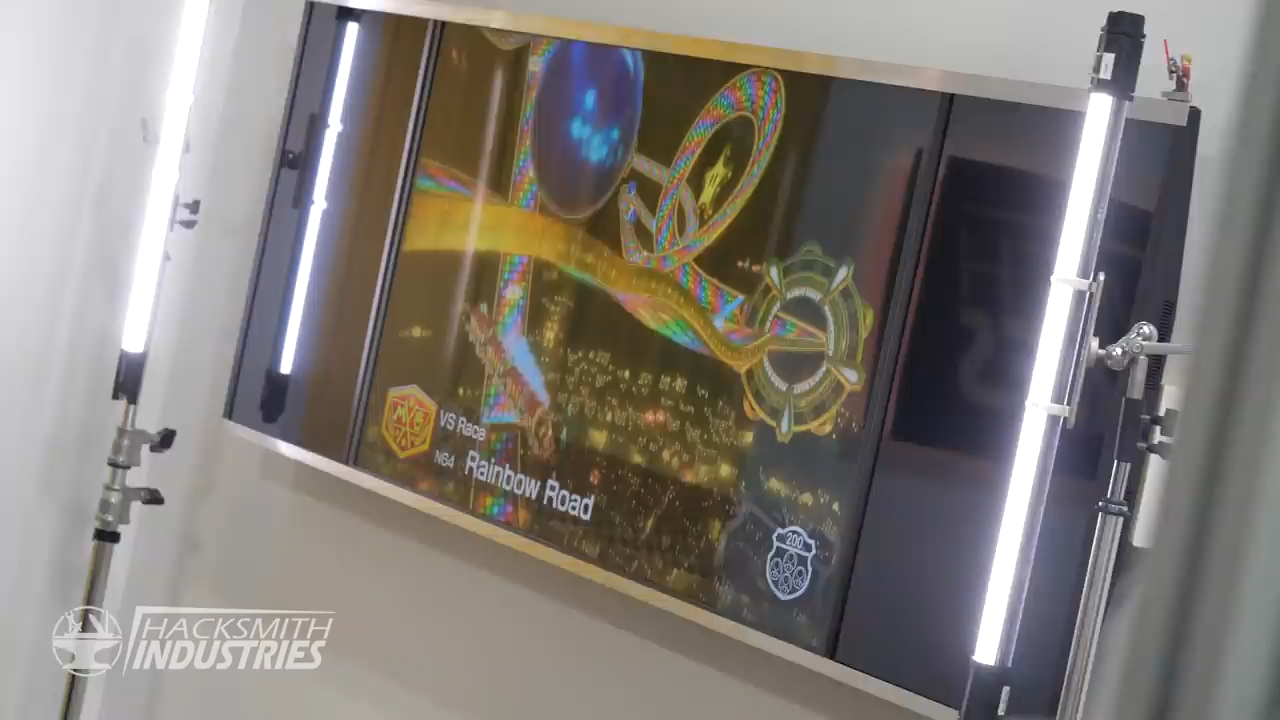 VS Race
N64 Rainbow Road
200
HACKSMITH
INDUSTRIES